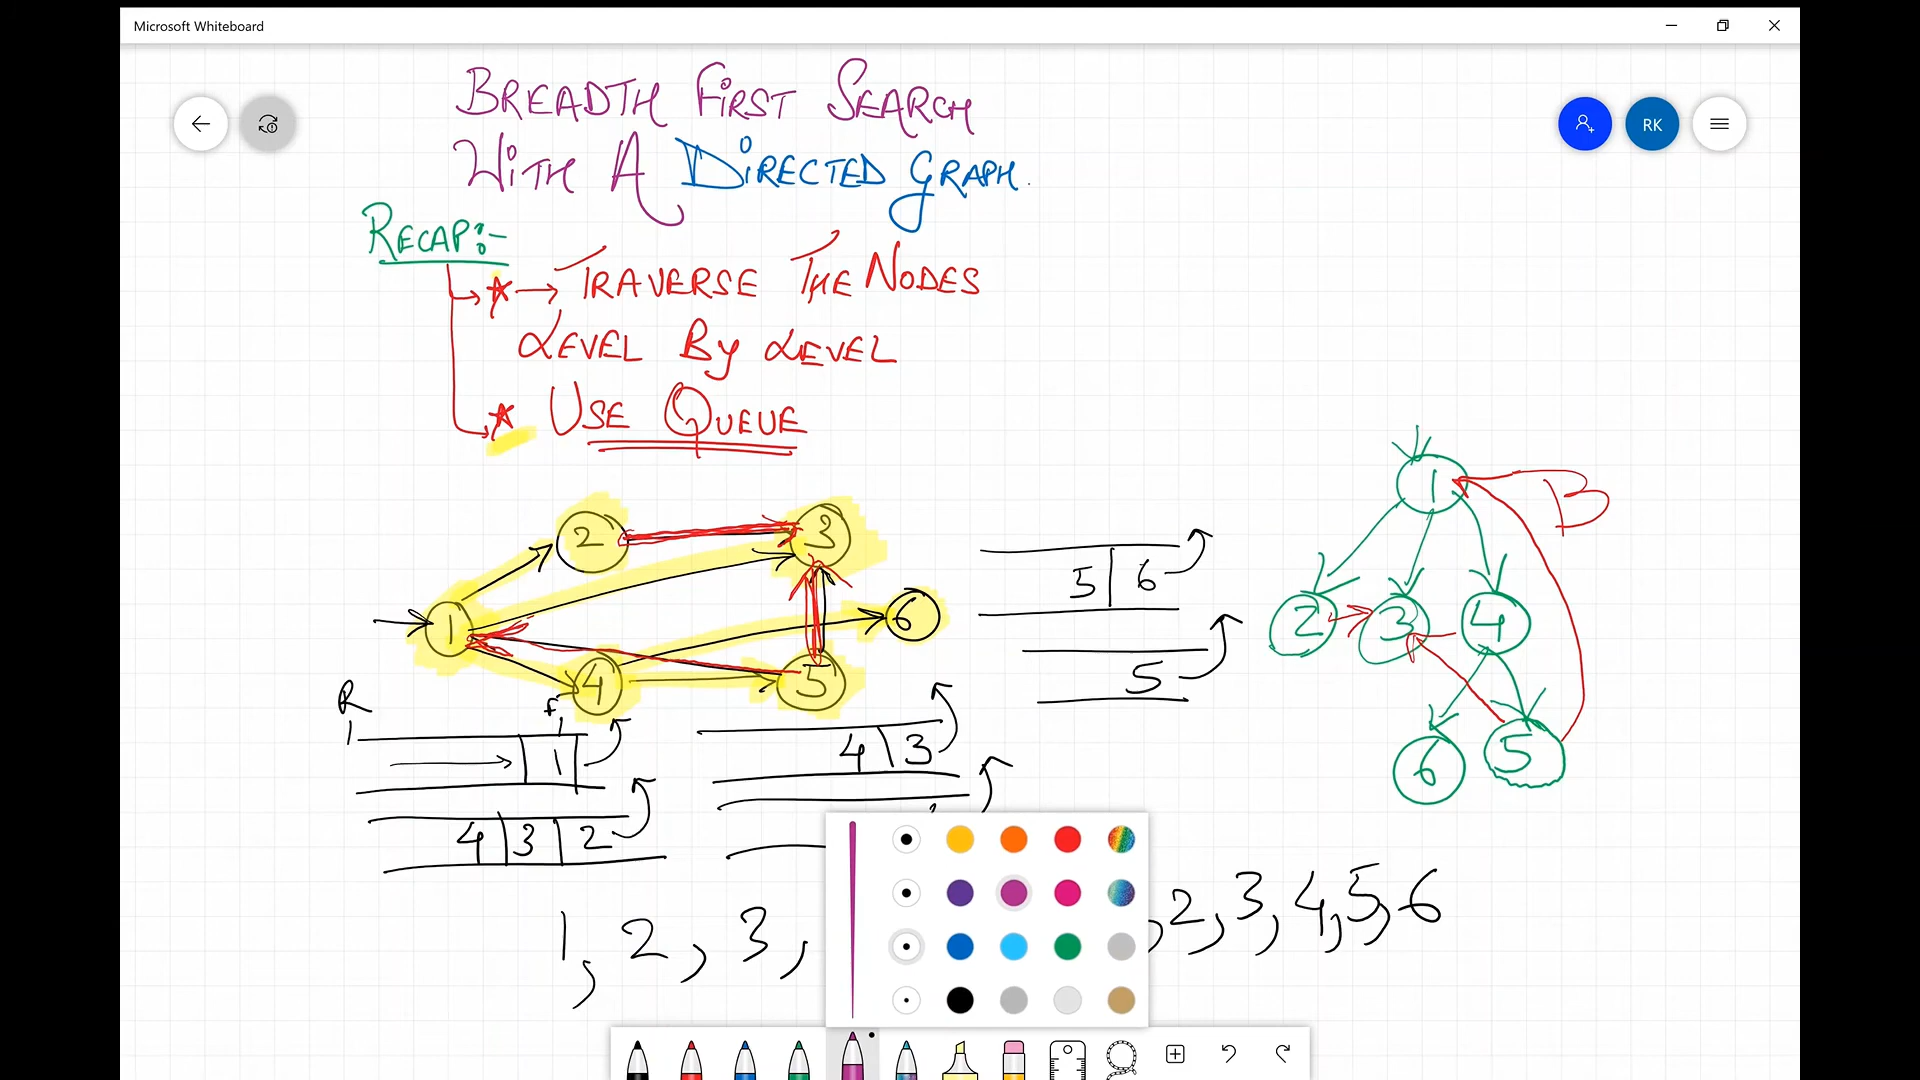 Microsoft Whiteboard
BREADTH FIRST SEARCH
WITH A DIRECTED GRAPH.
RK
RECAP:-
TRAVERSE THE NODES
LEVEL BY LEVEL
USE QUEUE
1
B
2 3
5 6
6
2 3 4
1
5
4 5
R f
4 3
1
6 5
4 3 2
1, 2, 3,
,2,3,4,5,6